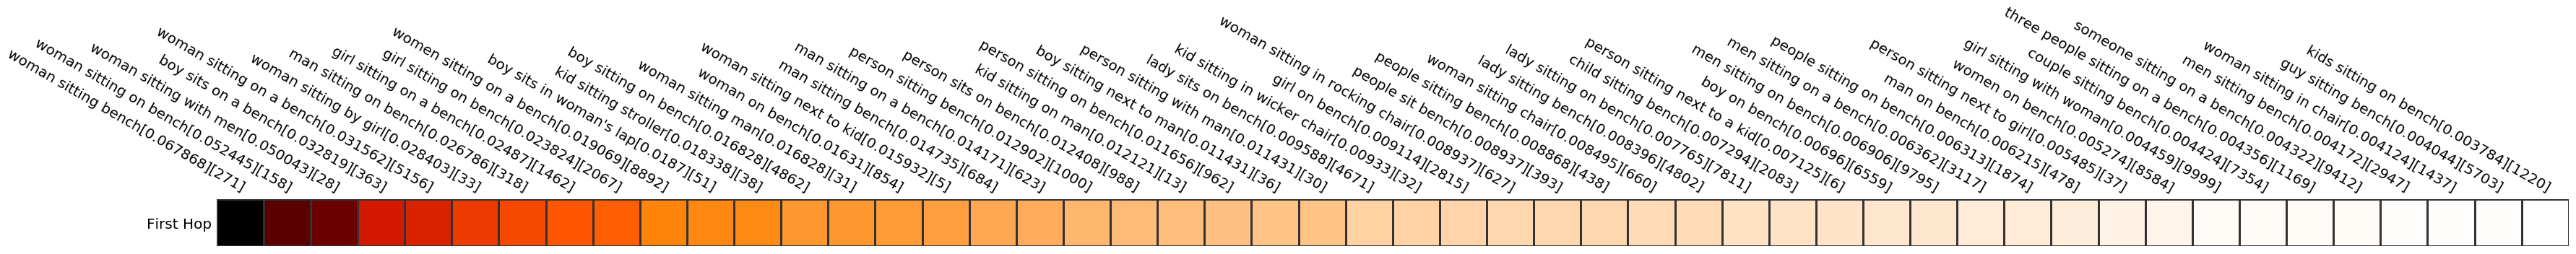 woman sitting bench[0.067868][271]
woman sitting on bench[0.052445][158]
woman sitting with men[0.050043][28]
boy sits on a bench[0.032819][363]
woman sitting on a bench[0.031562][5156]
woman sitting by girl[0.028403][33]
man sitting on bench[0.026786][318]
girl sitting on a bench[0.02487][1462]
girl sitting on bench[0.023824][2067]
women sitting on a bench[0.019069][8892]
boy sits in woman's lap[0.0187][51]
kid sitting stroller[0.018338][38]
boy sitting on bench[0.016828][4862]
woman sitting man[0.016828][31]
woman on bench[0.01631][854]
woman sitting next to kid[0.015932][5]
man sitting bench[0.014735][684]
man sitting on a bench[0.014171][623]
person sitting bench[0.012902][1000]
person sits on bench[0.012408][988]
kid sitting on man[0.012121][13]
person sitting on bench[0.011656][962]
boy sitting next to man[0.011431][36]
person sitting with man[0.011431][30]
lady sits on bench[0.009588][4671]
kid sitting in wicker chair[0.00933][32]
girl on bench[0.009114][2815]
woman sitting in rocking chair[0.008937][627]
people sit bench[0.008937][393]
people sitting bench[0.008868][438]
woman sitting chair[0.008495][660]
lady sitting bench[0.008396][4802]
lady sitting on bench[0.007765][7811]
child sitting bench[0.007294][2083]
person sitting next to a kid[0.007125][6]
boy on bench[0.00696][6559]
men sitting on bench[0.006906][9795]
men sitting on a bench[0.006362][3117]
people sitting on bench[0.006313][1874]
man on bench[0.006215][478]
person sitting next to girl[0.005485][37]
women on bench[0.005274][8584]
girl sitting with woman[0.004459][9999]
couple sitting bench[0.004424][7354]
three people sitting on a bench[0.004356][1169]
someone sitting on a bench[0.004322][9412]
men sitting bench[0.004172][2947]
woman sitting in chair[0.004124][1437]
guy sitting bench[0.004044][5703]
kids sitting on bench[0.003784][1220]
First Hop